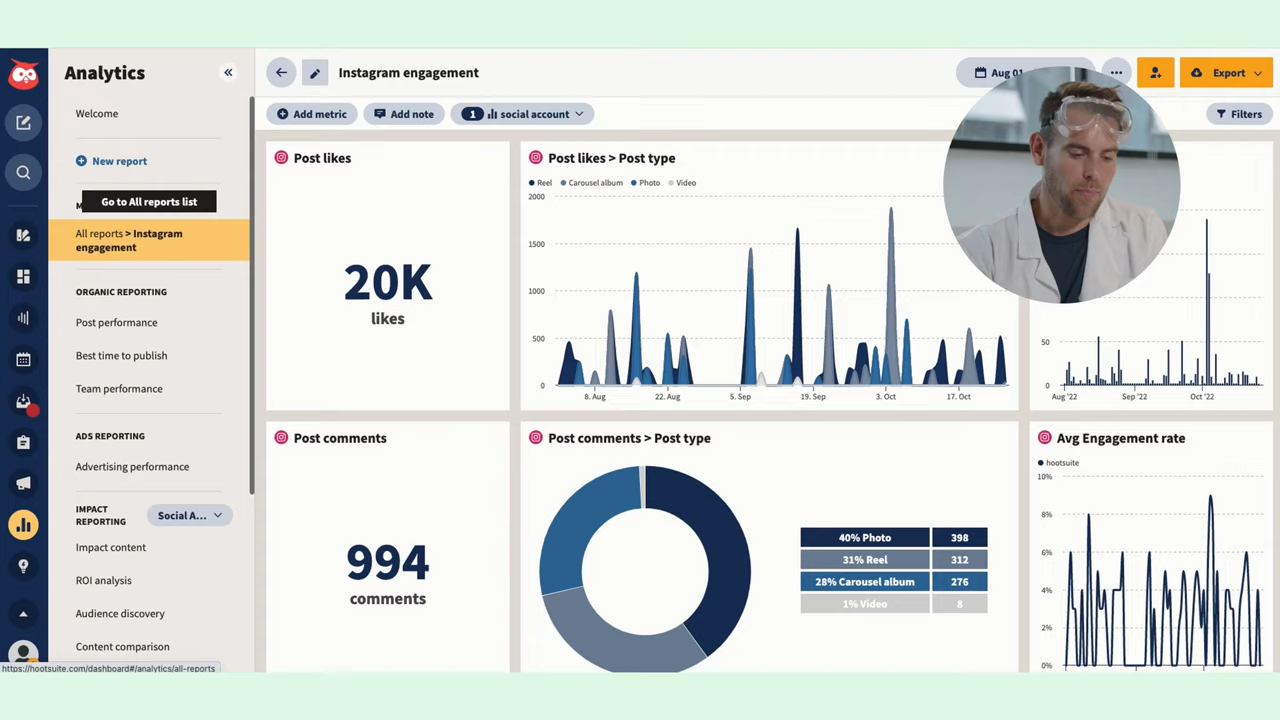 Analytics
Welcome
New report
Go to All reports list
All reports > Instagram
engagement
ORGANIC REPORTING
Post performance
Best time to publish
Team performance
ADS REPORTING
Advertising performance
IMPACT
REPORTING
Social A...
Impact content
ROI analysis
Audience discovery
Content comparison
https://hootsuite.com/dashboard#/analytics/all-reports
Instagram engagement
Aug 01
Export
Add metric
Add note
1 social account
Filters
Post likes
20K
likes
Post likes > Post type
Reel Carousel album Photo Video
2000
1500
1000
500
0
8. Aug 22. Aug 5. Sep 19. Sep 3. Oct 17. Oct
50
0
Aug '22 Sep '22 Oct '22
Post comments
994
comments
Post comments > Post type
40% Photo 398
31% Reel 312
28% Carousel album 276
1% Video 8
Avg Engagement rate
hootsuite
10%
8%
6%
4%
2%
0%